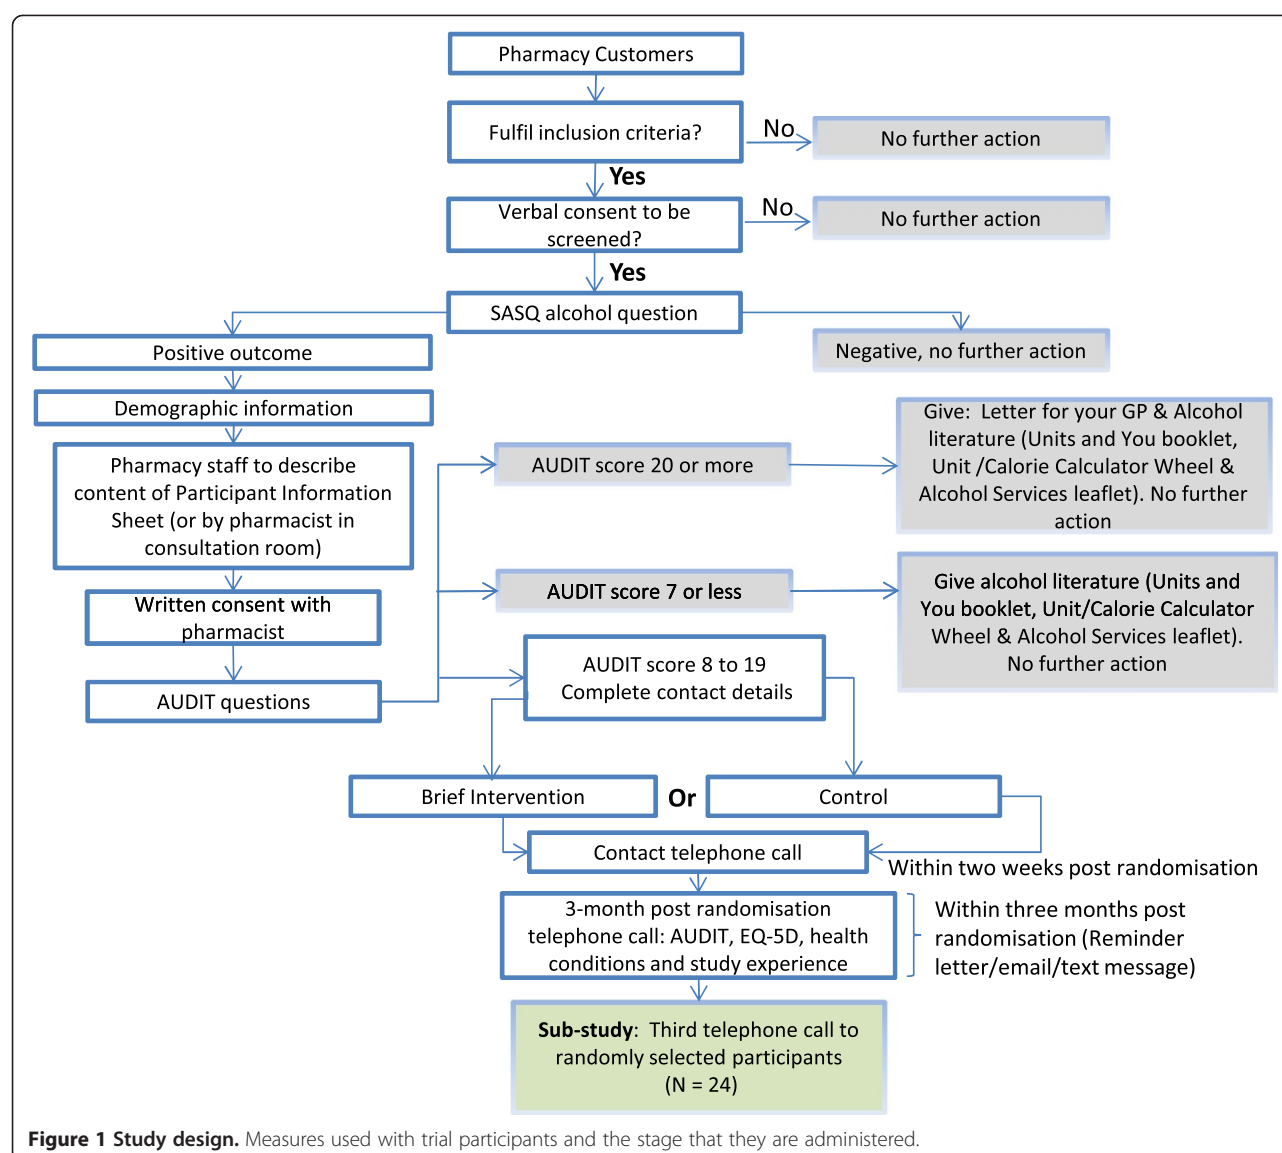 Pharmacy Customers
Fulfil inclusion criteria?
No
No further action
Yes
Verbal consent to be
screened?
No
No further action
Yes
SASQ alcohol question
Positive outcome
Negative, no further action
Demographic information
Pharmacy staff to describe
content of Participant Information
Sheet (or by pharmacist in
consultation room)
Written consent with
pharmacist
AUDIT questions
AUDIT score 20 or more
Give:  Letter for your GP & Alcohol
literature (Units and You booklet,
Unit /Calorie Calculator Wheel &
Alcohol Services leaflet). No further
action
AUDIT score 7 or less
Give alcohol literature (Units and
You booklet, Unit/Calorie Calculator
Wheel & Alcohol Services leaflet).
No further action
AUDIT score 8 to 19
Complete contact details
Brief Intervention
Or
Control
Contact telephone call
Within two weeks post randomisation
3-month post randomisation
telephone call: AUDIT, EQ-5D, health
conditions and study experience
Within three months post
randomisation (Reminder
letter/email/text message)
Sub-study:  Third telephone call to
randomly selected participants
(N = 24)
Figure 1 Study design. Measures used with trial participants and the stage that they are administered.